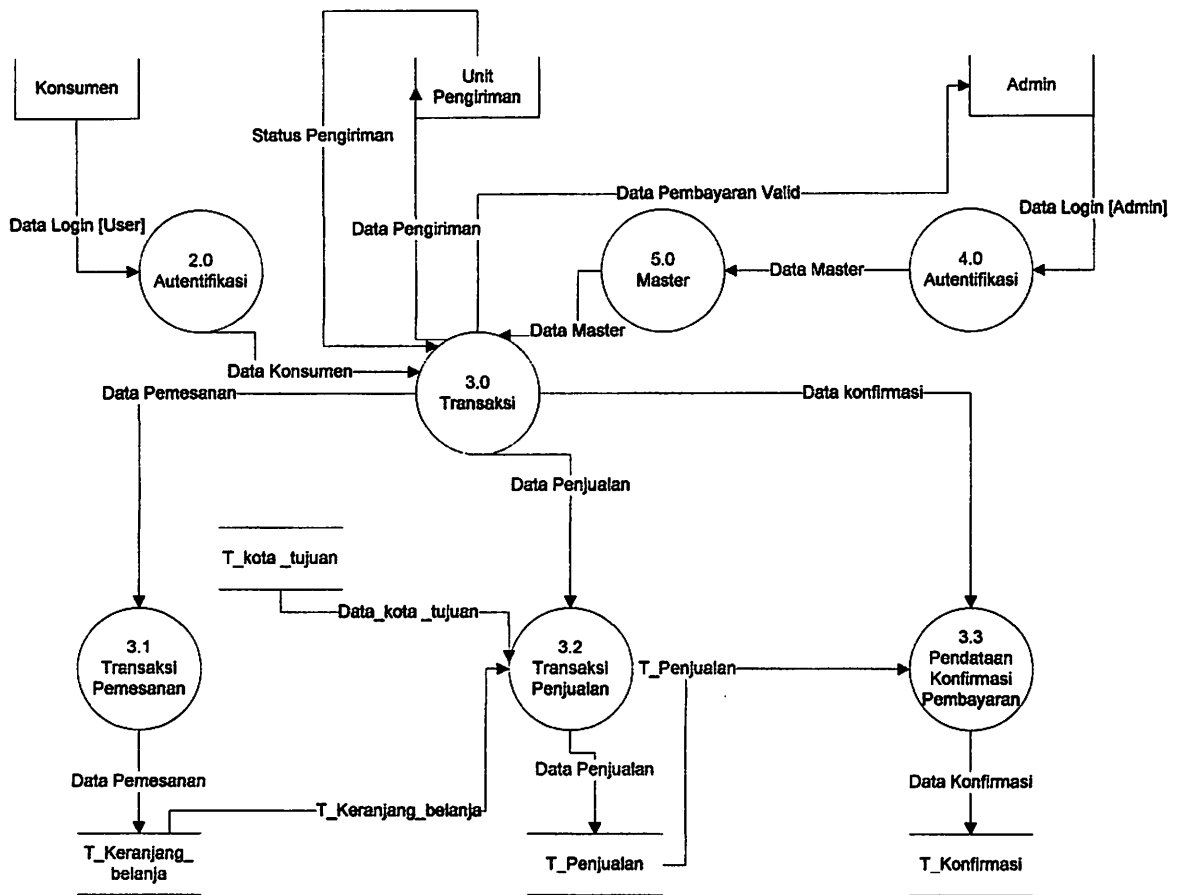 Konsumen
Unit
Pengiriman
Admin
Status Pengiriman
Data Pembayaran Valid
Data Login [User]
Data Pengiriman
Data Login [Admin]
2.0
Autentifikasi
5.0
Master
Data Master
4.0
Autentifikasi
Data Master
Data Konsumen
3.0
Transaksi
Data Pemesanan
Data konfirmasi
Data Penjualan
T_kota _tujuan
Data_kota _tujuan
3.1
Transaksi
Pemesanan
3.2
Transaksi
Penjualan
T_Penjualan
3.3
Pendataan
Konfirmasi
Pembayaran
Data Pemesanan
Data Penjualan
Data Konfirmasi
T_Keranjang_belanja
T_Keranjang_
belanja
T_Penjualan
T_Konfirmasi